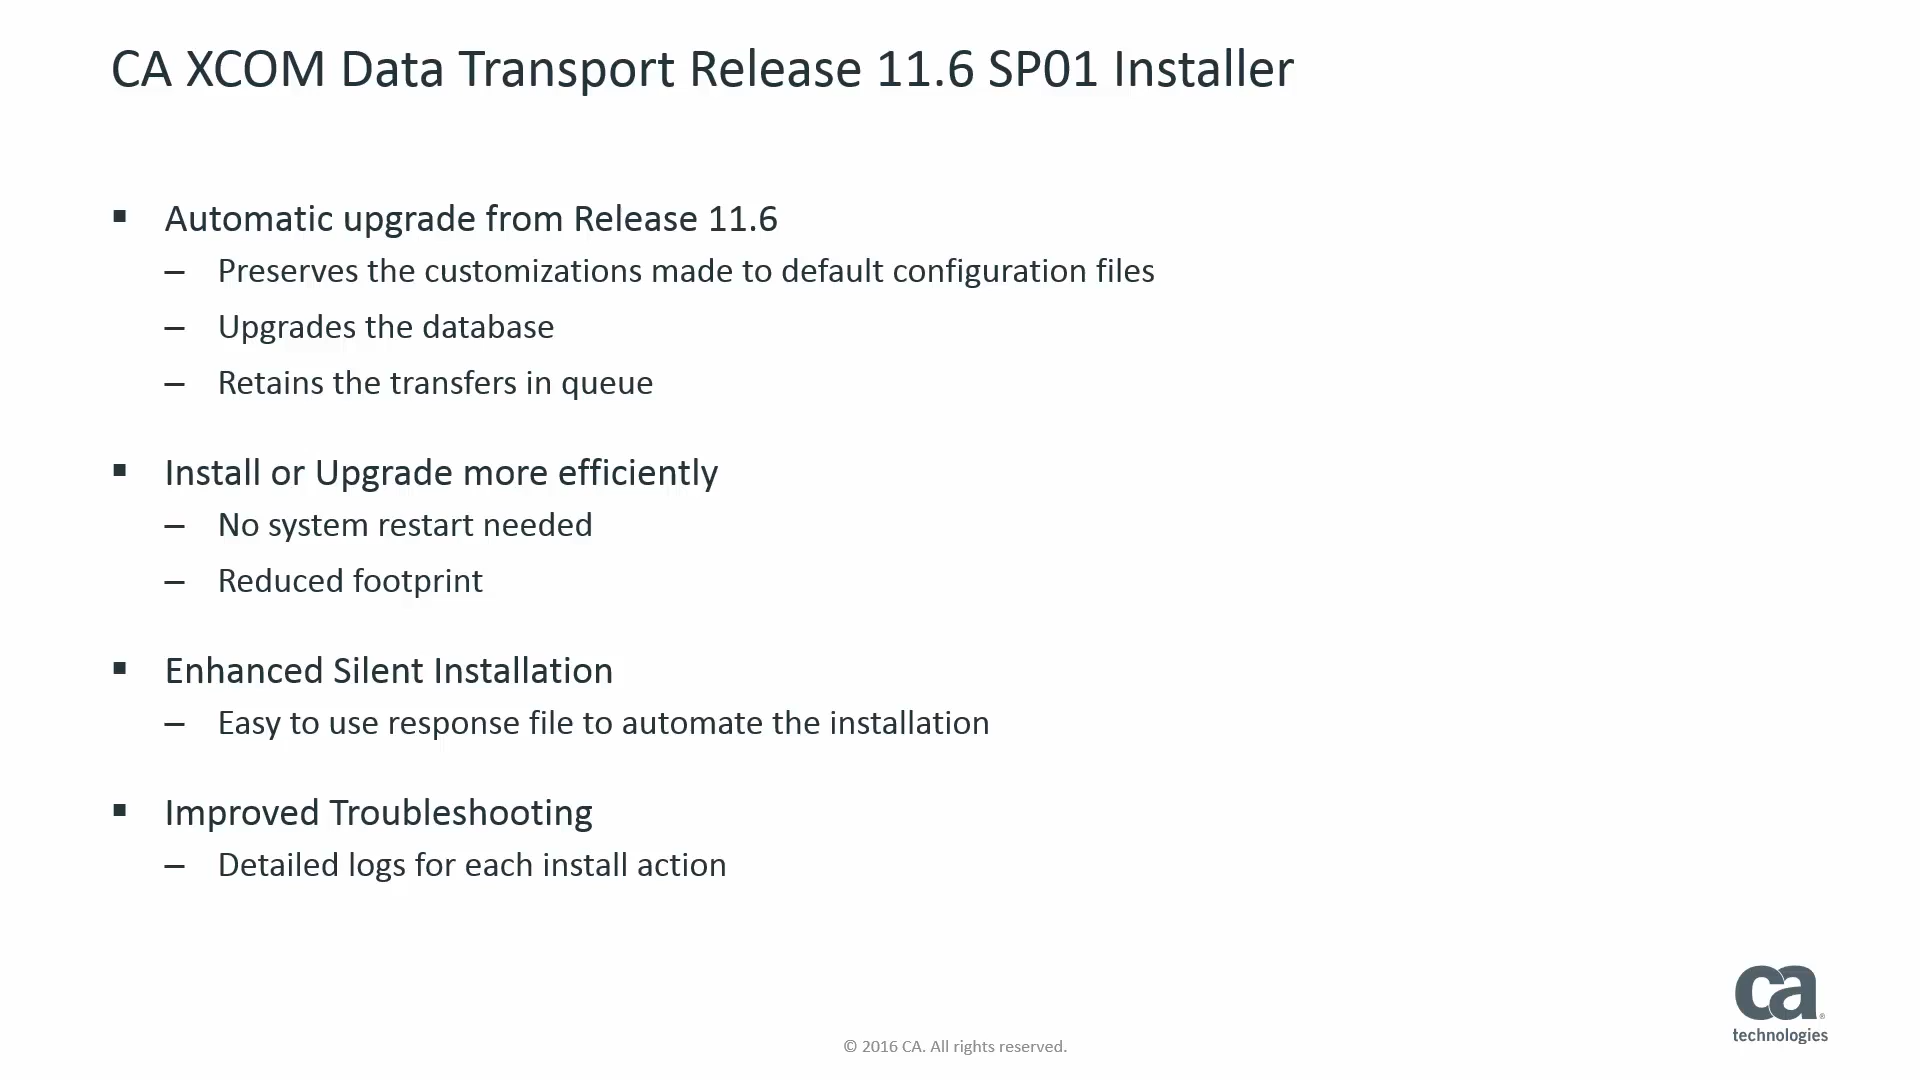 CA XCOM Data Transport Release 11.6 SP01 Installer
▪ Automatic upgrade from Release 11.6
– Preserves the customizations made to default configuration files
– Upgrades the database
– Retains the transfers in queue
▪ Install or Upgrade more efficiently
– No system restart needed
– Reduced footprint
▪ Enhanced Silent Installation
– Easy to use response file to automate the installation
▪ Improved Troubleshooting
– Detailed logs for each install action
ca®
technologies
© 2016 CA. All rights reserved.